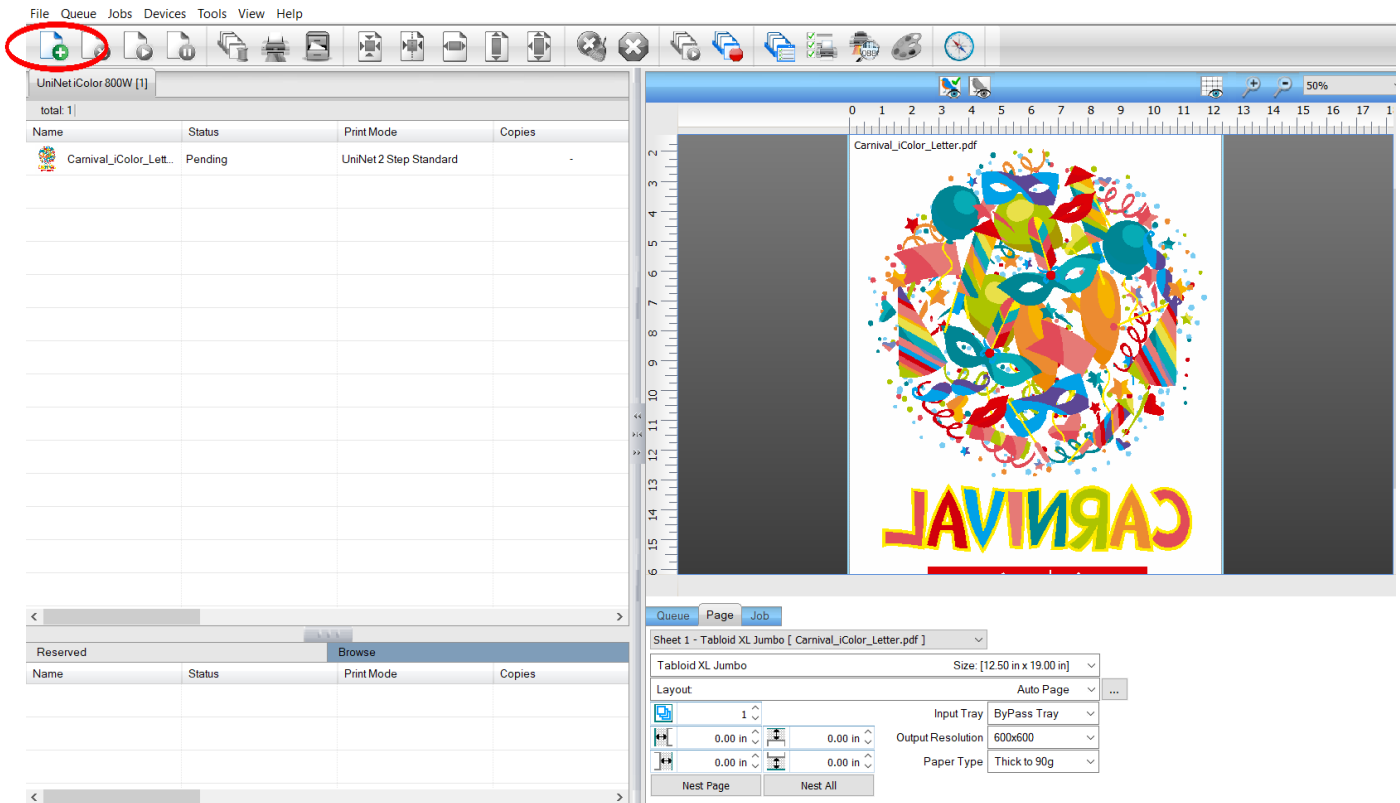 File Queue Jobs Devices Tools View Help
UniNet iColor 800W [1]
total: 1
Name Status Print Mode Copies
Carnival_iColor_Lett... Pending UniNet 2 Step Standard -
Reserved Browse
Name Status Print Mode Copies
50%
0 1 2 3 4 5 6 7 8 9 10 11 12 13 14 15 16 17 1
2
3
4
5
6
7
8
9
10
11
12
13
14
15
6
Carnival_iColor_Letter.pdf
CARNIVAL
Queue Page Job
Sheet 1 - Tabloid XL Jumbo [ Carnival_iColor_Letter.pdf ]
Tabloid XL Jumbo Size: [12.50 in x 19.00 in]
Layout: Auto Page ...
1 Input Tray ByPass Tray
0.00 in 0.00 in Output Resolution 600x600
0.00 in 0.00 in Paper Type Thick to 90g
Nest Page Nest All